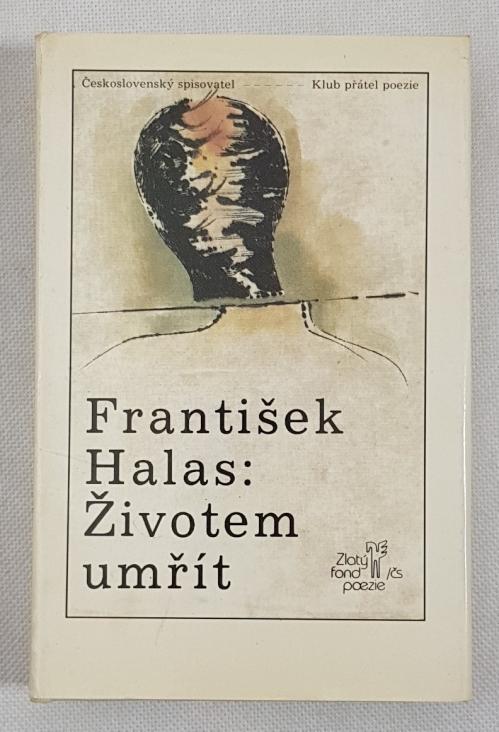 Československý spisovatel – – – – – – Klub přátel poezie
František
Halas:
Životem
umřít
Zlatý
fond /čs
poezie